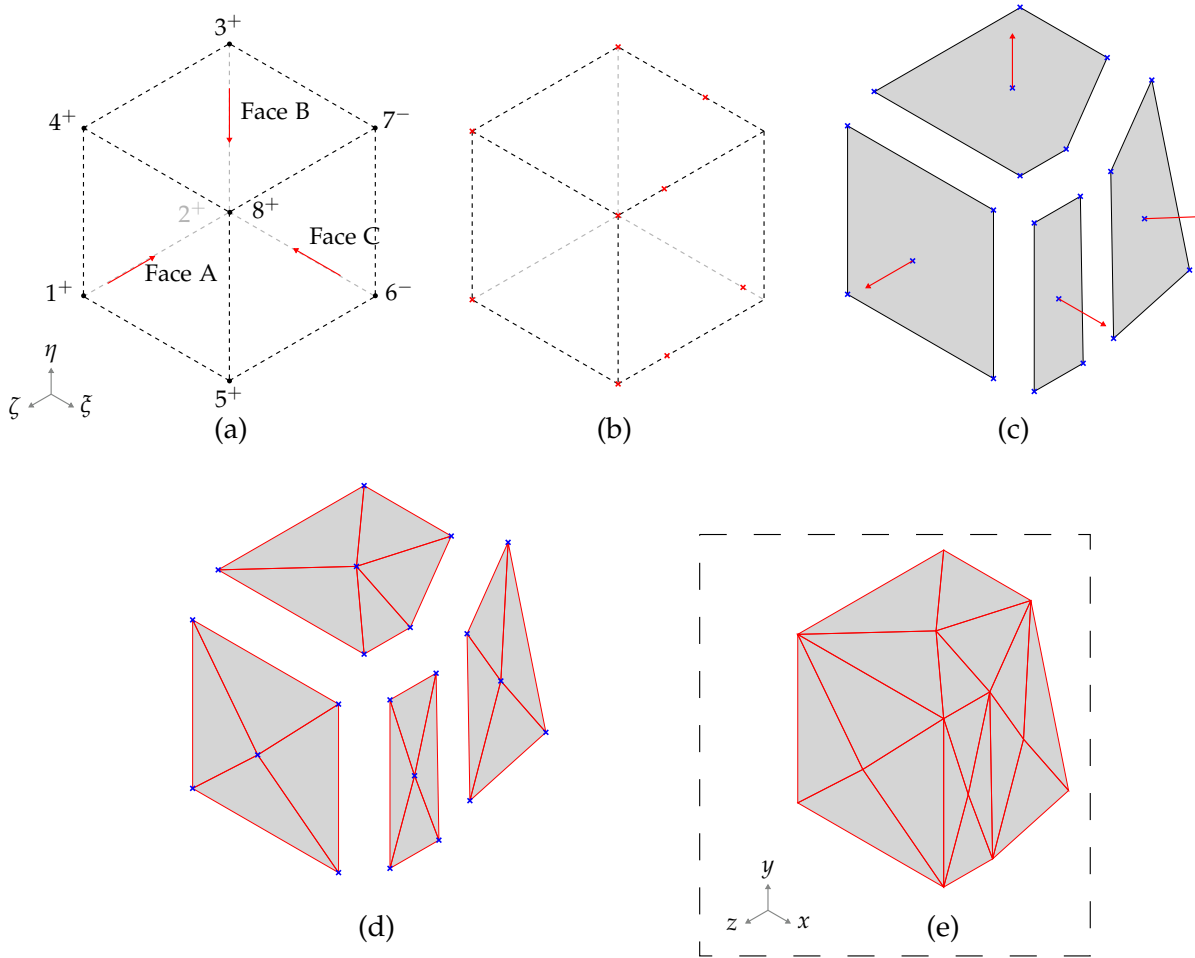 3⁺
Face B
4⁺
7⁻
2⁺
8⁺
Face C
Face A
1⁺
6⁻
η
ζ
ξ
5⁺
(a)
(b)
(c)
y
z
x
(d)
(e)